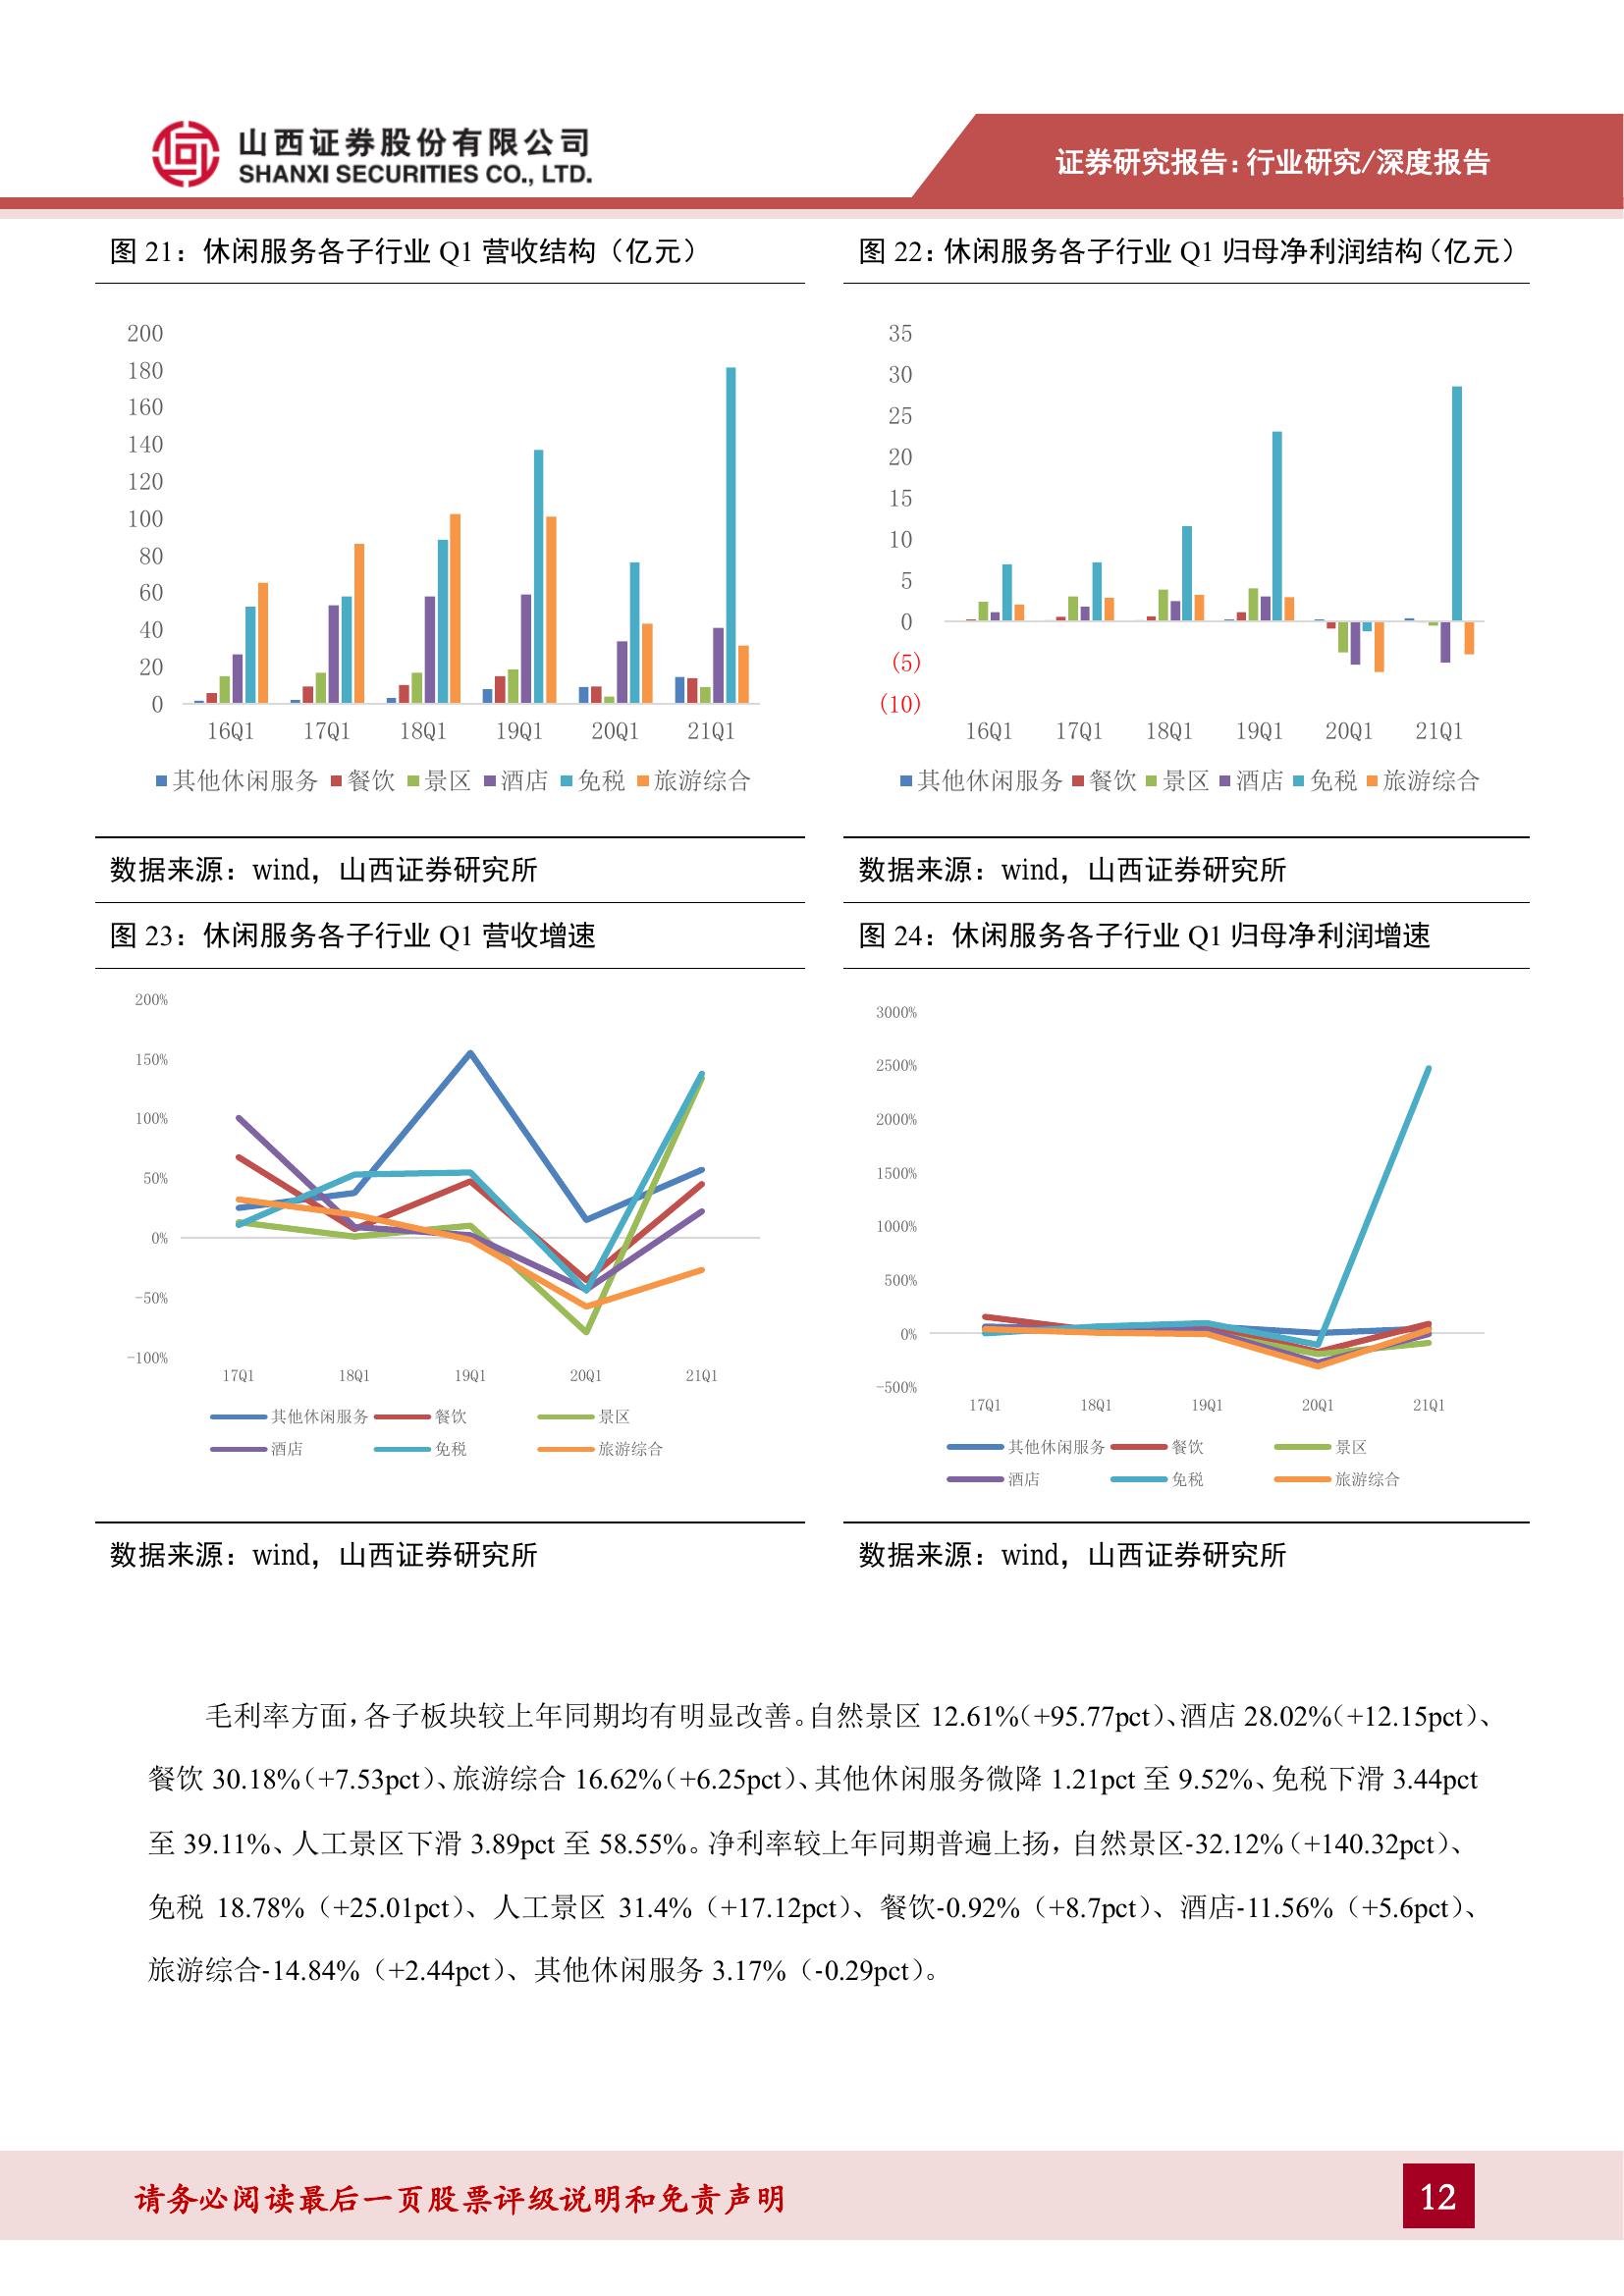 山西证券股份有限公司
SHANXI SECURITIES CO., LTD.
证券研究报告：行业研究/深度报告
图 21：休闲服务各子行业 Q1 营收结构（亿元）
200
180
160
140
120
100
80
60
40
20
0
16Q1 17Q1 18Q1 19Q1 20Q1 21Q1
其他休闲服务 餐饮 景区 酒店 免税 旅游综合
数据来源：wind，山西证券研究所
图 22：休闲服务各子行业 Q1 归母净利润结构（亿元）
35
30
25
20
15
10
5
0
(5)
(10)
16Q1 17Q1 18Q1 19Q1 20Q1 21Q1
其他休闲服务 餐饮 景区 酒店 免税 旅游综合
数据来源：wind，山西证券研究所
图 23：休闲服务各子行业 Q1 营收增速
200%
150%
100%
50%
0%
-50%
-100%
17Q1 18Q1 19Q1 20Q1 21Q1
其他休闲服务 餐饮 景区
酒店 免税 旅游综合
数据来源：wind，山西证券研究所
图 24：休闲服务各子行业 Q1 归母净利润增速
3000%
2500%
2000%
1500%
1000%
500%
0%
-500%
17Q1 18Q1 19Q1 20Q1 21Q1
其他休闲服务 餐饮 景区
酒店 免税 旅游综合
数据来源：wind，山西证券研究所
毛利率方面，各子板块较上年同期均有明显改善。自然景区 12.61%（+95.77pct）、酒店 28.02%（+12.15pct）、
餐饮 30.18%（+7.53pct）、旅游综合 16.62%（+6.25pct）、其他休闲服务微降 1.21pct 至 9.52%、免税下滑 3.44pct
至 39.11%、人工景区下滑 3.89pct 至 58.55%。净利率较上年同期普遍上扬，自然景区-32.12%（+140.32pct）、
免税 18.78%（+25.01pct）、人工景区 31.4%（+17.12pct）、餐饮-0.92%（+8.7pct）、酒店-11.56%（+5.6pct）、
旅游综合-14.84%（+2.44pct）、其他休闲服务 3.17%（-0.29pct）。
请务必阅读最后一页股票评级说明和免责声明
12